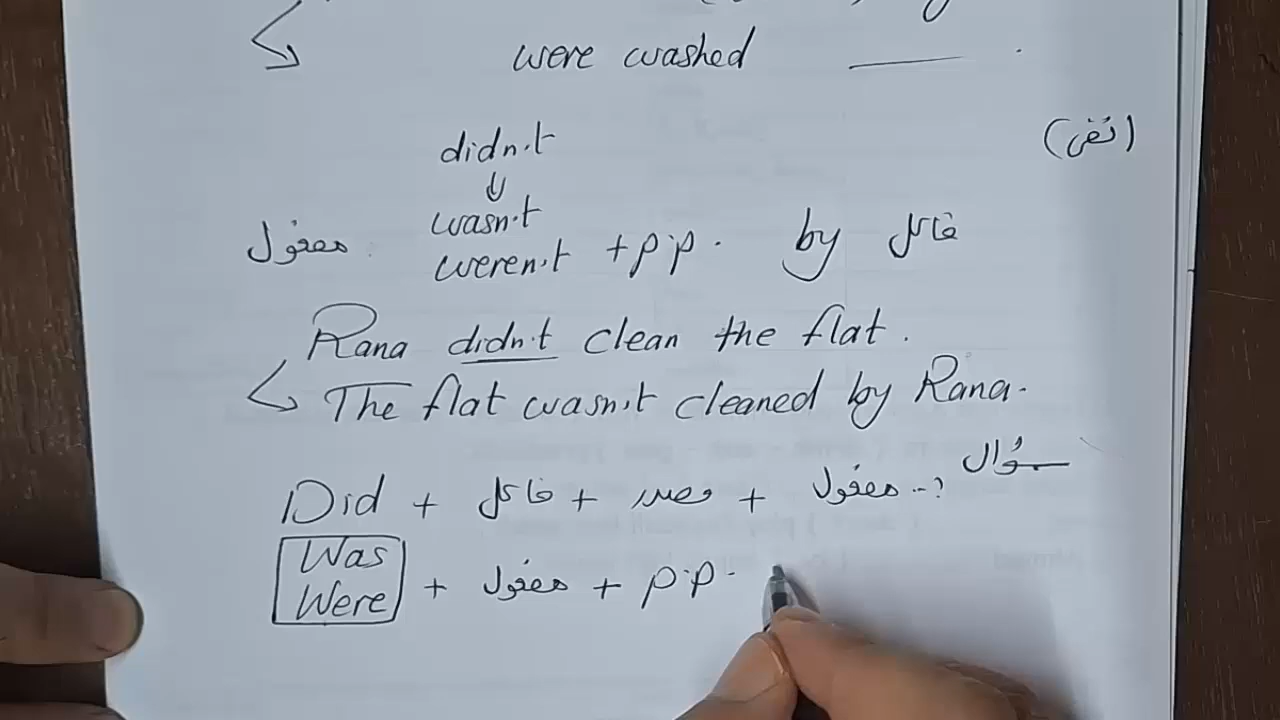 were washed ———.
(نفى)
didn't
wasn't
مفعول weren't + p.p. by فاعل
Rana didn't clean the flat.
The flat wasn't cleaned by Rana.
سؤال
Did + فاعل + مصدر + مفعول ..?
Was
Were + مفعول + p.p.